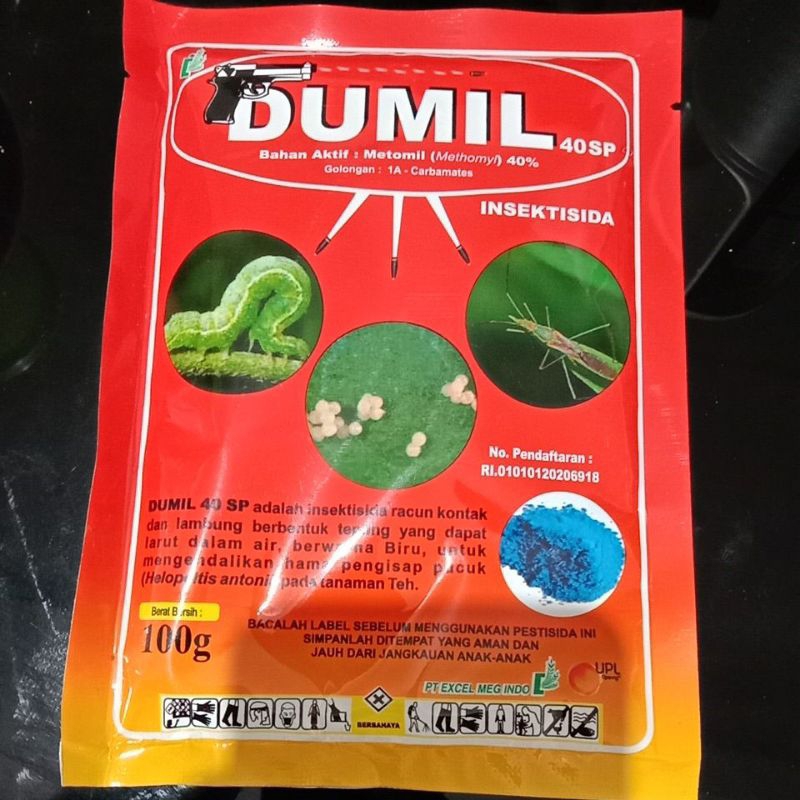 DUMIL 40 SP
Bahan Aktif : Metomil (Methomyl) 40%
Golongan : 1A - Carbamates
INSEKTISIDA
No. Pendaftaran :
RI.01010120206918
DUMIL 40 SP adalah insektisida racun kontak
dan lambung berbentuk tepung yang dapat
larut dalam air, berwarna Biru, untuk
mengendalikan hama pengisap pucuk
(Helopeltis antonii) pada tanaman Teh.
Berat Bersih :
100g
BACALAH LABEL SEBELUM MENGGUNAKAN PESTISIDA INI
SIMPANLAH DITEMPAT YANG AMAN DAN
JAUH DARI JANGKAUAN ANAK-ANAK
PT EXCEL MEG INDO
UPL
BERBAHAYA